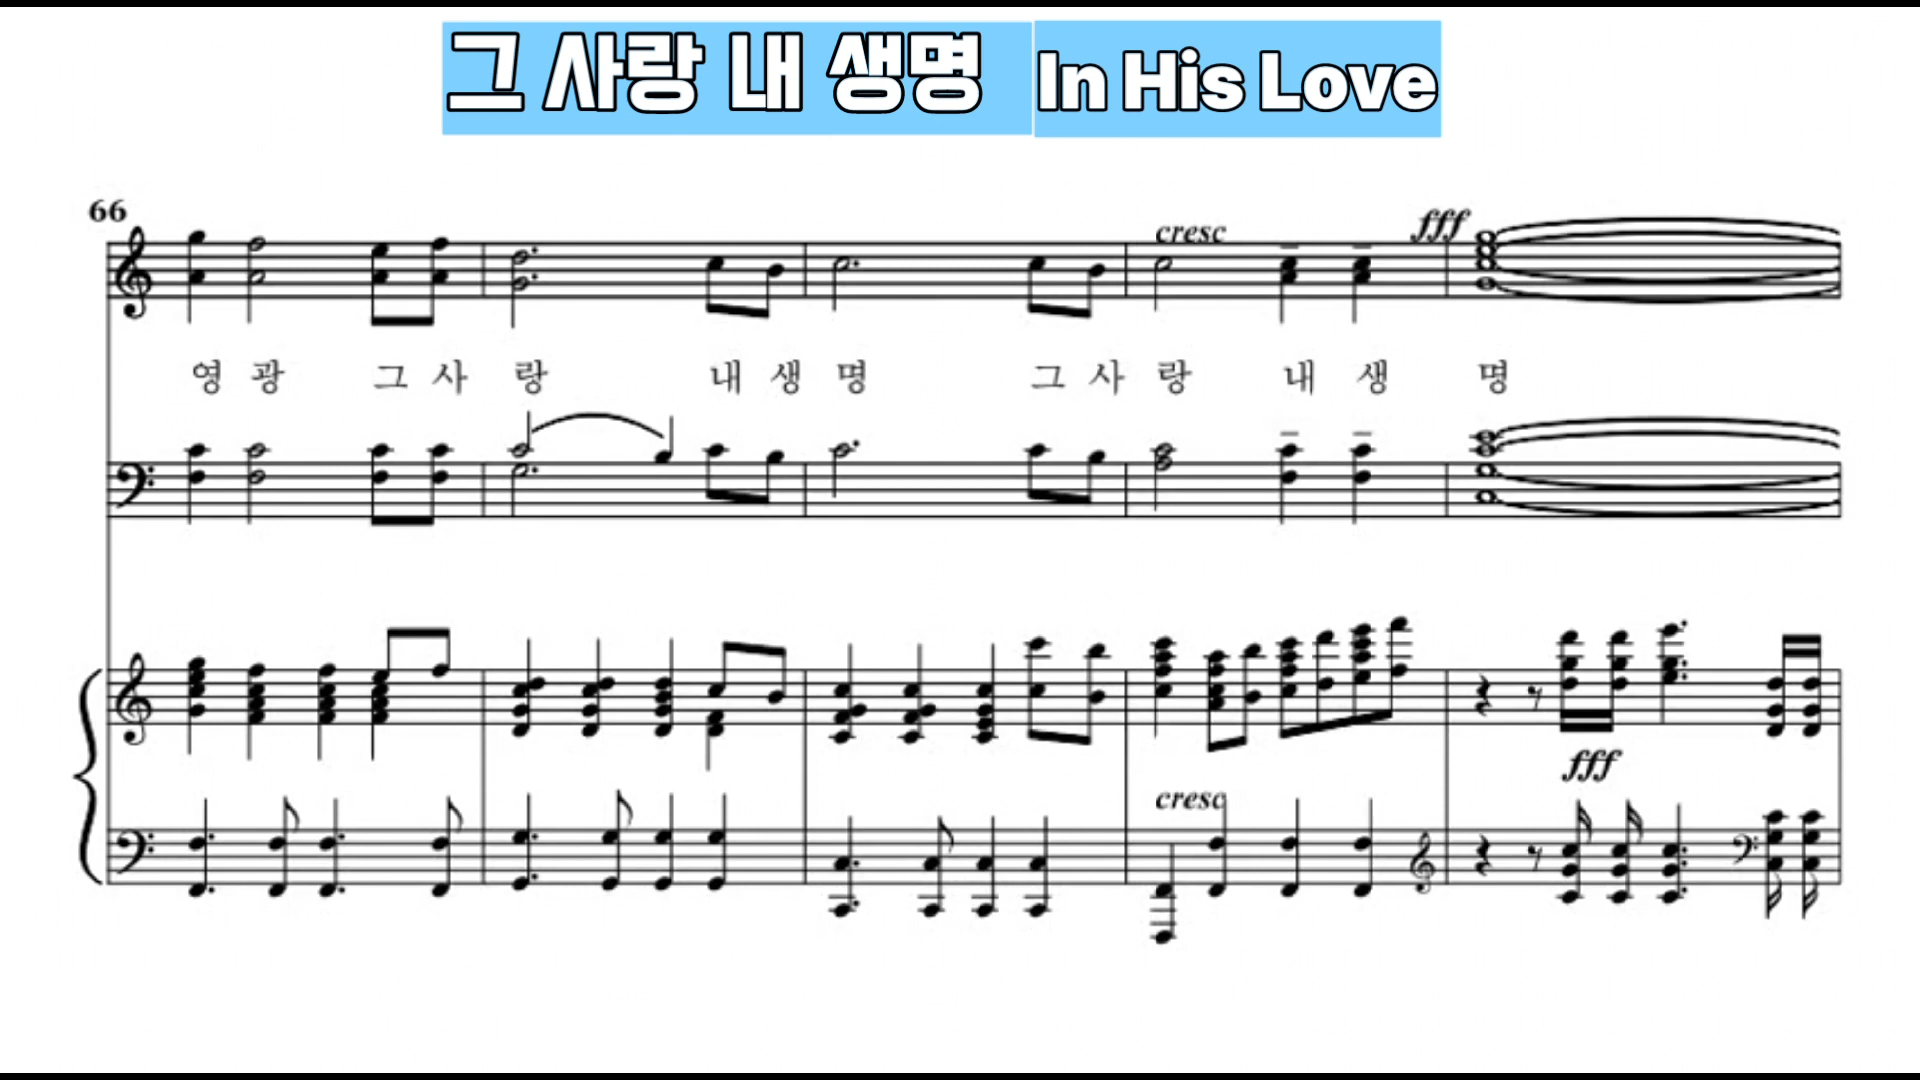 그 사랑 내 생명 In His Love
66
cresc fff
영 광 그 사 랑 내 생 명 그 사 랑 내 생 명
fff
cresc